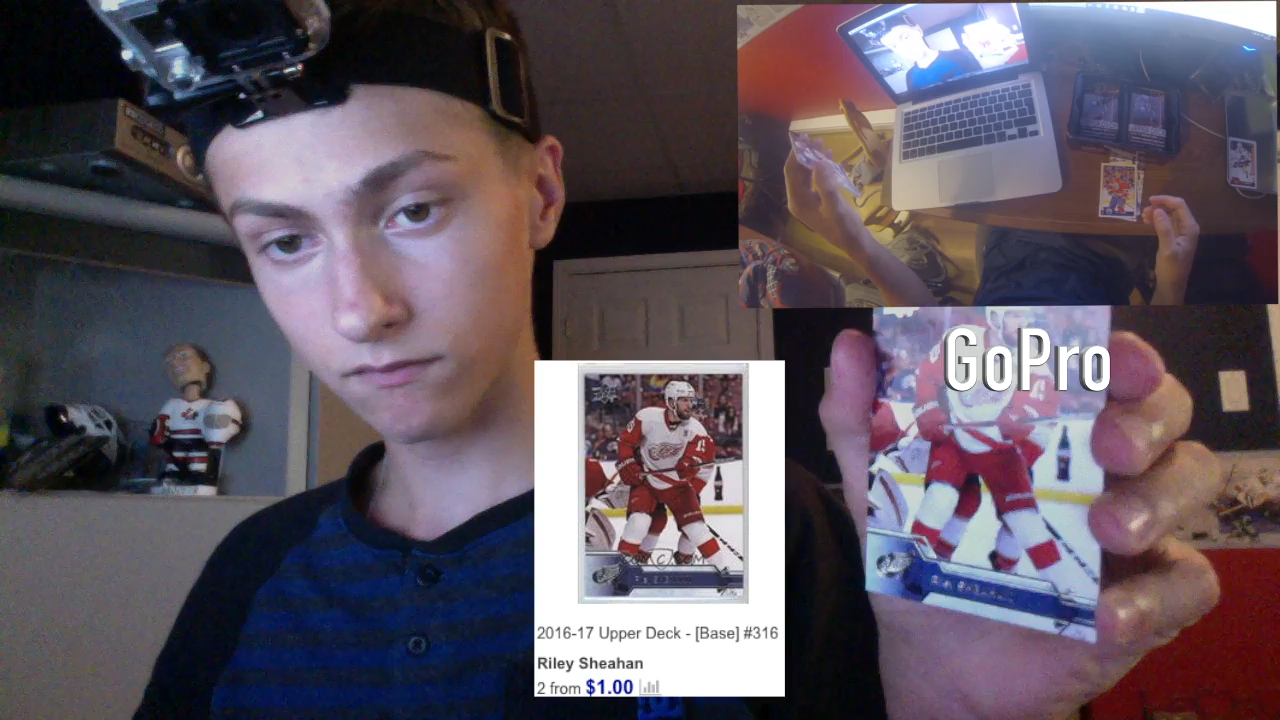 GoPro
2016-17 Upper Deck - [Base] #316
Riley Sheahan
2 from $1.00